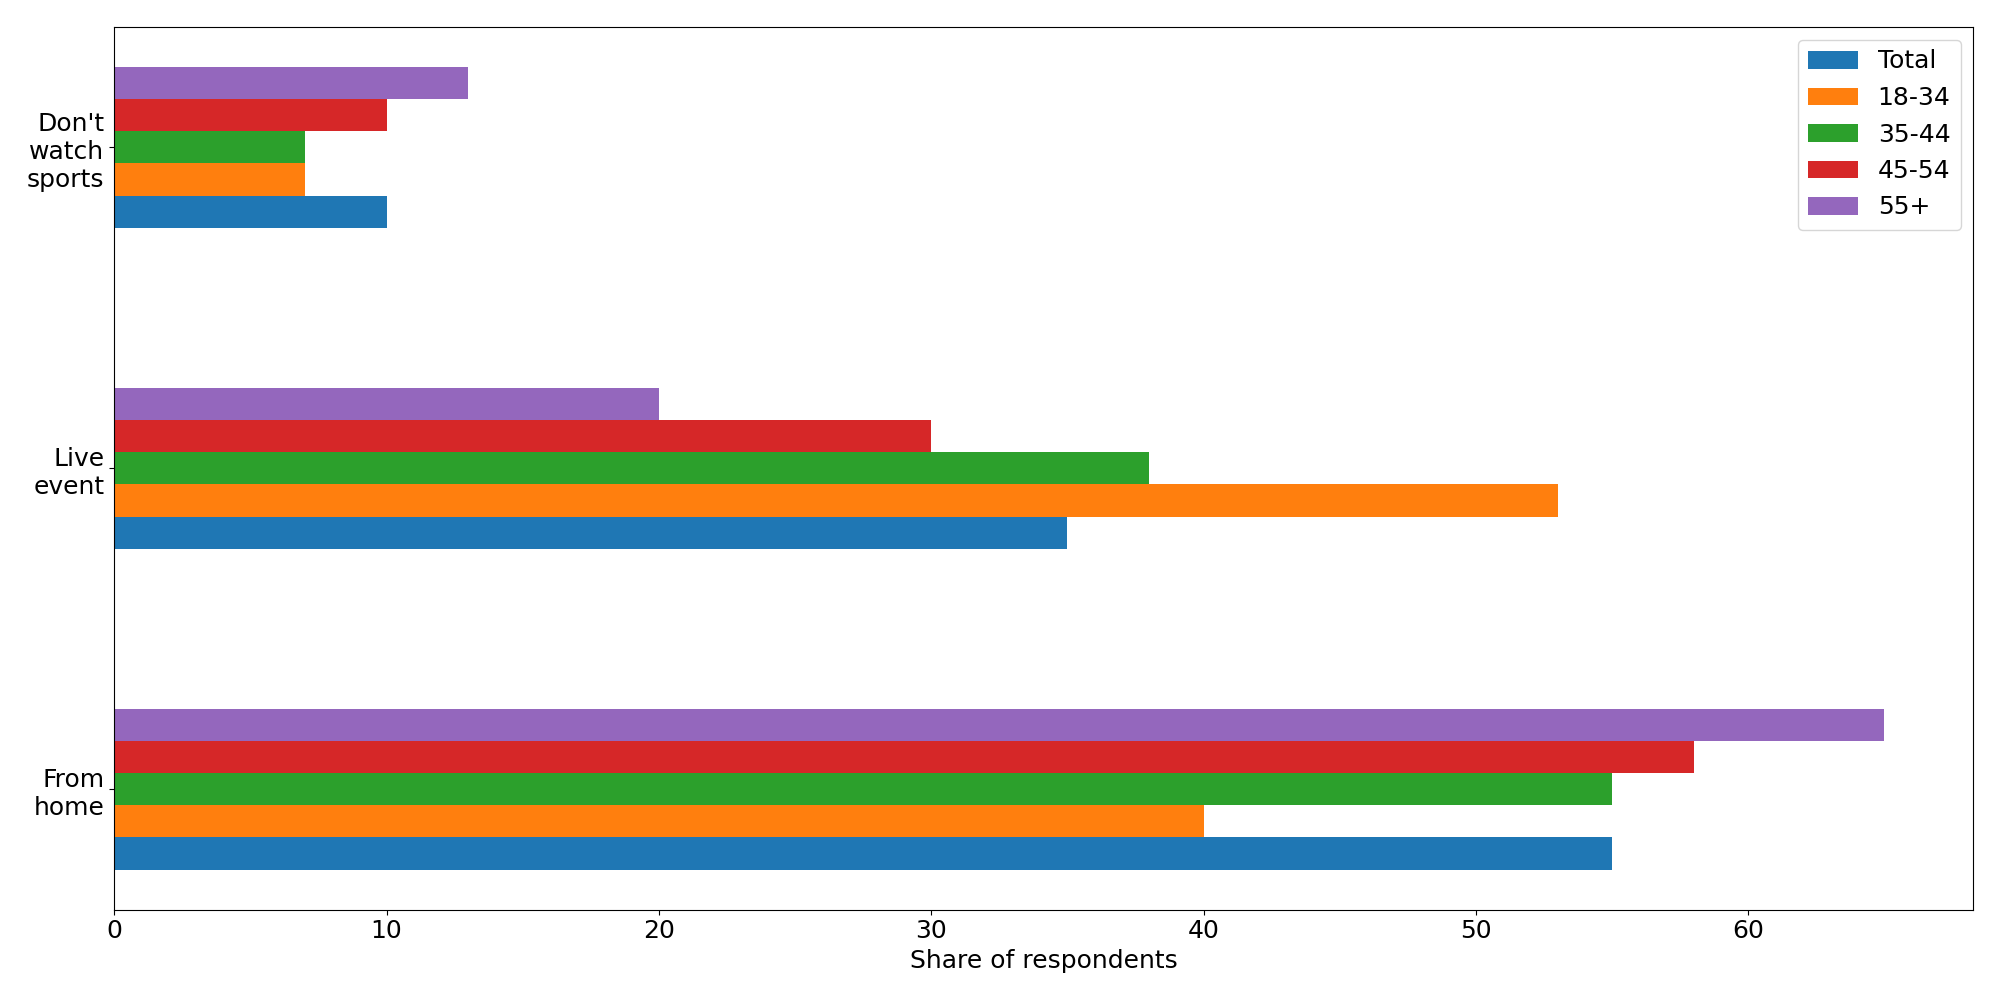 Total
18-34
35-44
45-54
55+
Don't
watch
sports
Live
event
From
home
0 10 20 30 40 50 60
Share of respondents